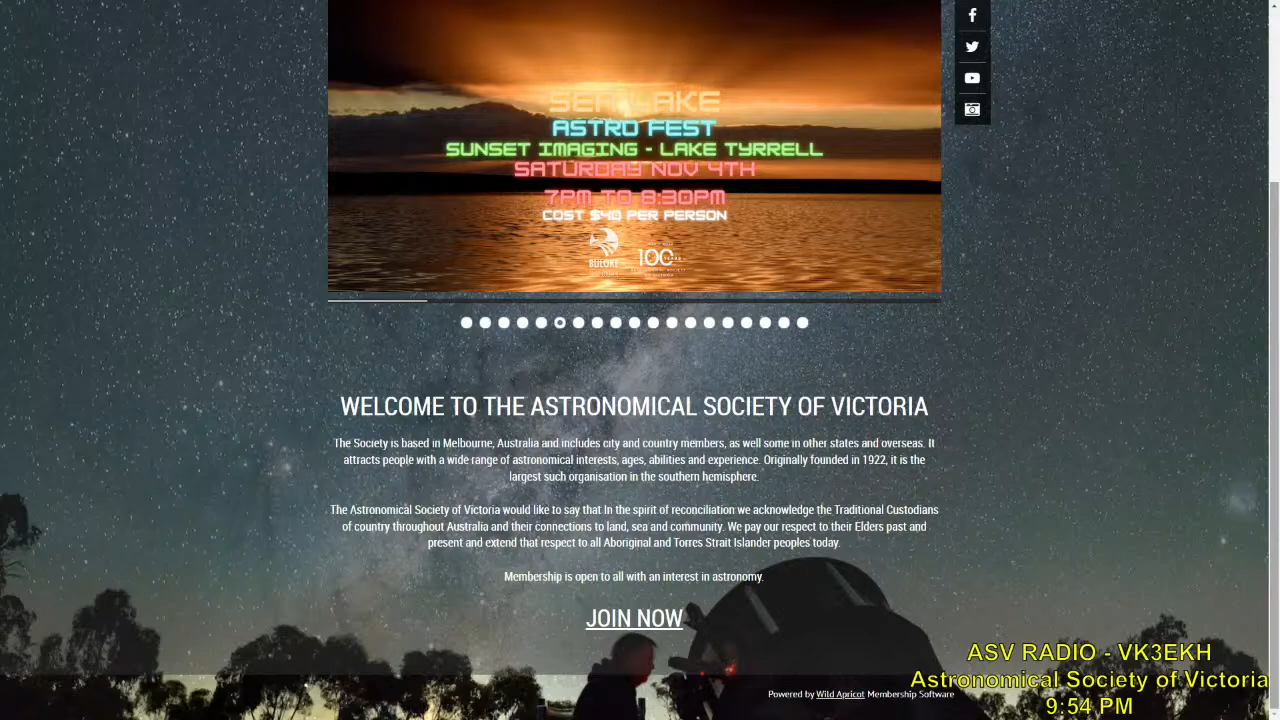 SEA LAKE
ASTRO FEST
SUNSET IMAGING - LAKE TYRRELL
SATURDAY NOV 4TH
7PM TO 8:30PM
COST $40 PER PERSON
BULOKE
100 YEARS
WELCOME TO THE ASTRONOMICAL SOCIETY OF VICTORIA
The Society is based in Melbourne, Australia and includes city and country members, as well some in other states and overseas. It
attracts people with a wide range of astronomical interests, ages, abilities and experience. Originally founded in 1922, it is the
largest such organisation in the southern hemisphere.
The Astronomical Society of Victoria would like to say that In the spirit of reconciliation we acknowledge the Traditional Custodians
of country throughout Australia and their connections to land, sea and community. We pay our respect to their Elders past and
present and extend that respect to all Aboriginal and Torres Strait Islander peoples today.
Membership is open to all with an interest in astronomy.
JOIN NOW
Powered by Wild Apricot Membership Software
ASV RADIO - VK3EKH
Astronomical Society of Victoria
9:54 PM